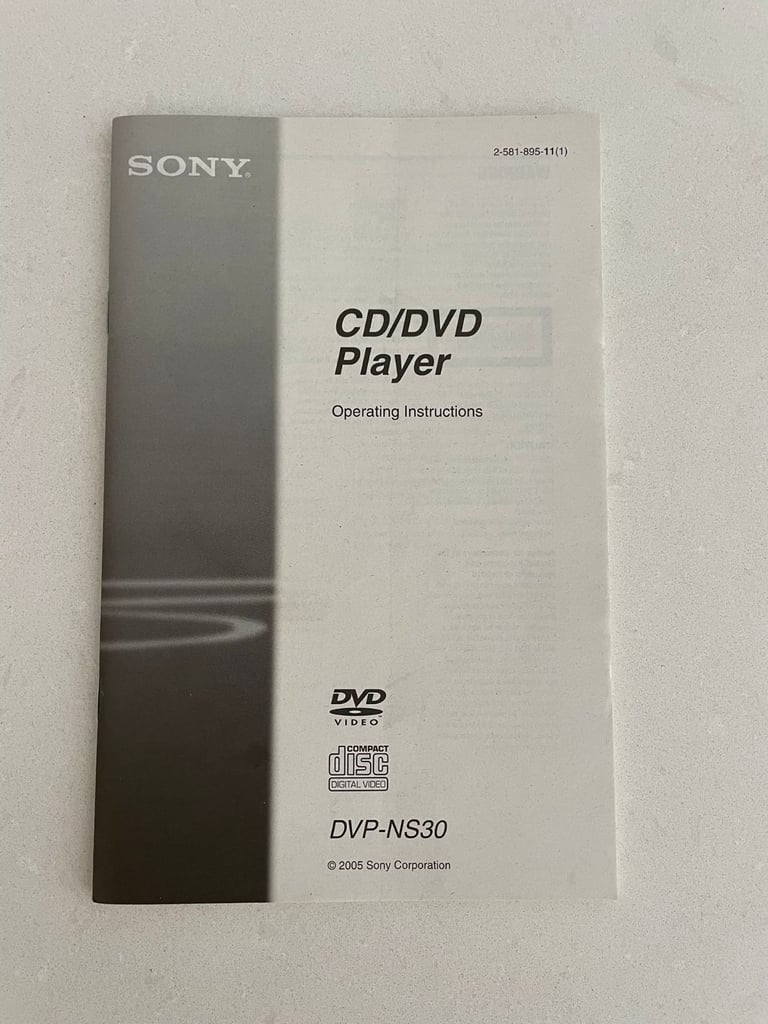 SONY®
2-581-895-11(1)
CD/DVD
Player
Operating Instructions
DVD
VIDEO™
COMPACT
disc
DIGITAL VIDEO
DVP-NS30
© 2005 Sony Corporation